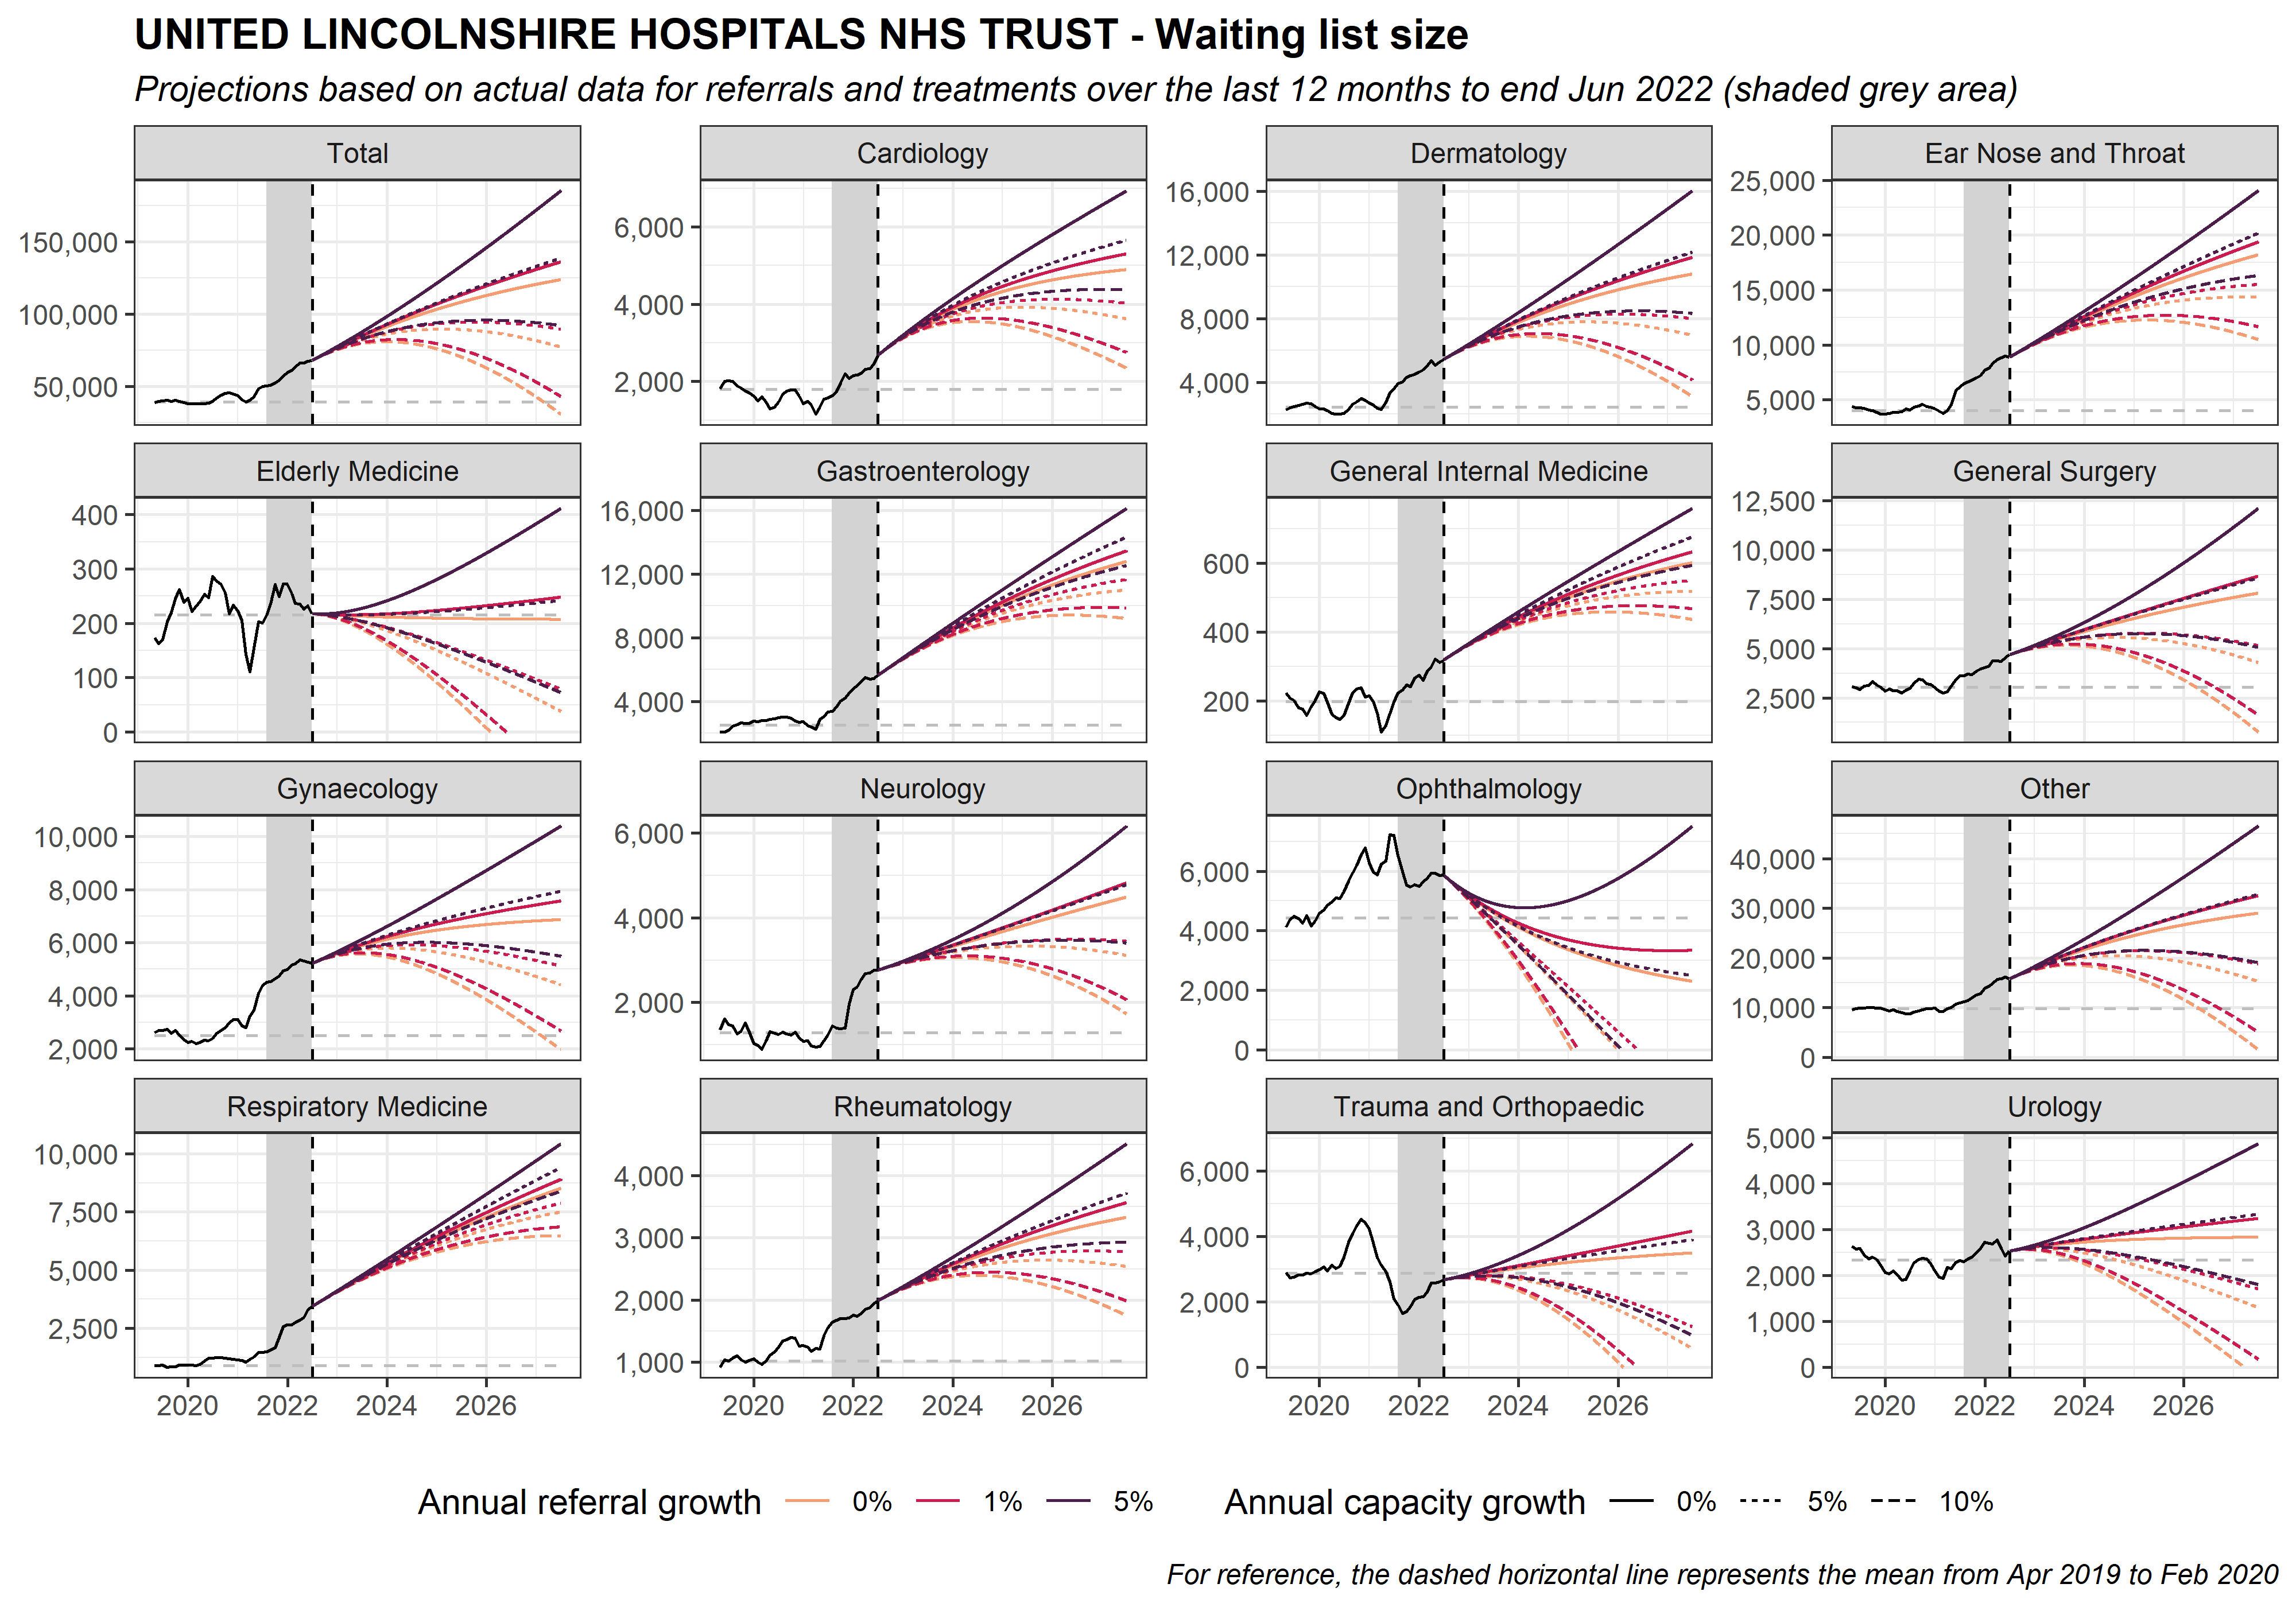 UNITED LINCOLNSHIRE HOSPITALS NHS TRUST - Waiting list size
Projections based on actual data for referrals and treatments over the last 12 months to end Jun 2022 (shaded grey area)
Total
150,000
100,000
50,000
Cardiology
6,000
4,000
2,000
Dermatology
16,000
12,000
8,000
4,000
Ear Nose and Throat
25,000
20,000
15,000
10,000
5,000
Elderly Medicine
400
300
200
100
0
Gastroenterology
16,000
12,000
8,000
4,000
General Internal Medicine
600
400
200
General Surgery
12,500
10,000
7,500
5,000
2,500
Gynaecology
10,000
8,000
6,000
4,000
2,000
Neurology
6,000
4,000
2,000
Ophthalmology
6,000
4,000
2,000
0
Other
40,000
30,000
20,000
10,000
0
Respiratory Medicine
10,000
7,500
5,000
2,500
2020 2022 2024 2026
Rheumatology
4,000
3,000
2,000
1,000
2020 2022 2024 2026
Trauma and Orthopaedic
6,000
4,000
2,000
0
2020 2022 2024 2026
Urology
5,000
4,000
3,000
2,000
1,000
0
2020 2022 2024 2026
Annual referral growth 0% 1% 5% Annual capacity growth 0% 5% 10%
For reference, the dashed horizontal line represents the mean from Apr 2019 to Feb 2020